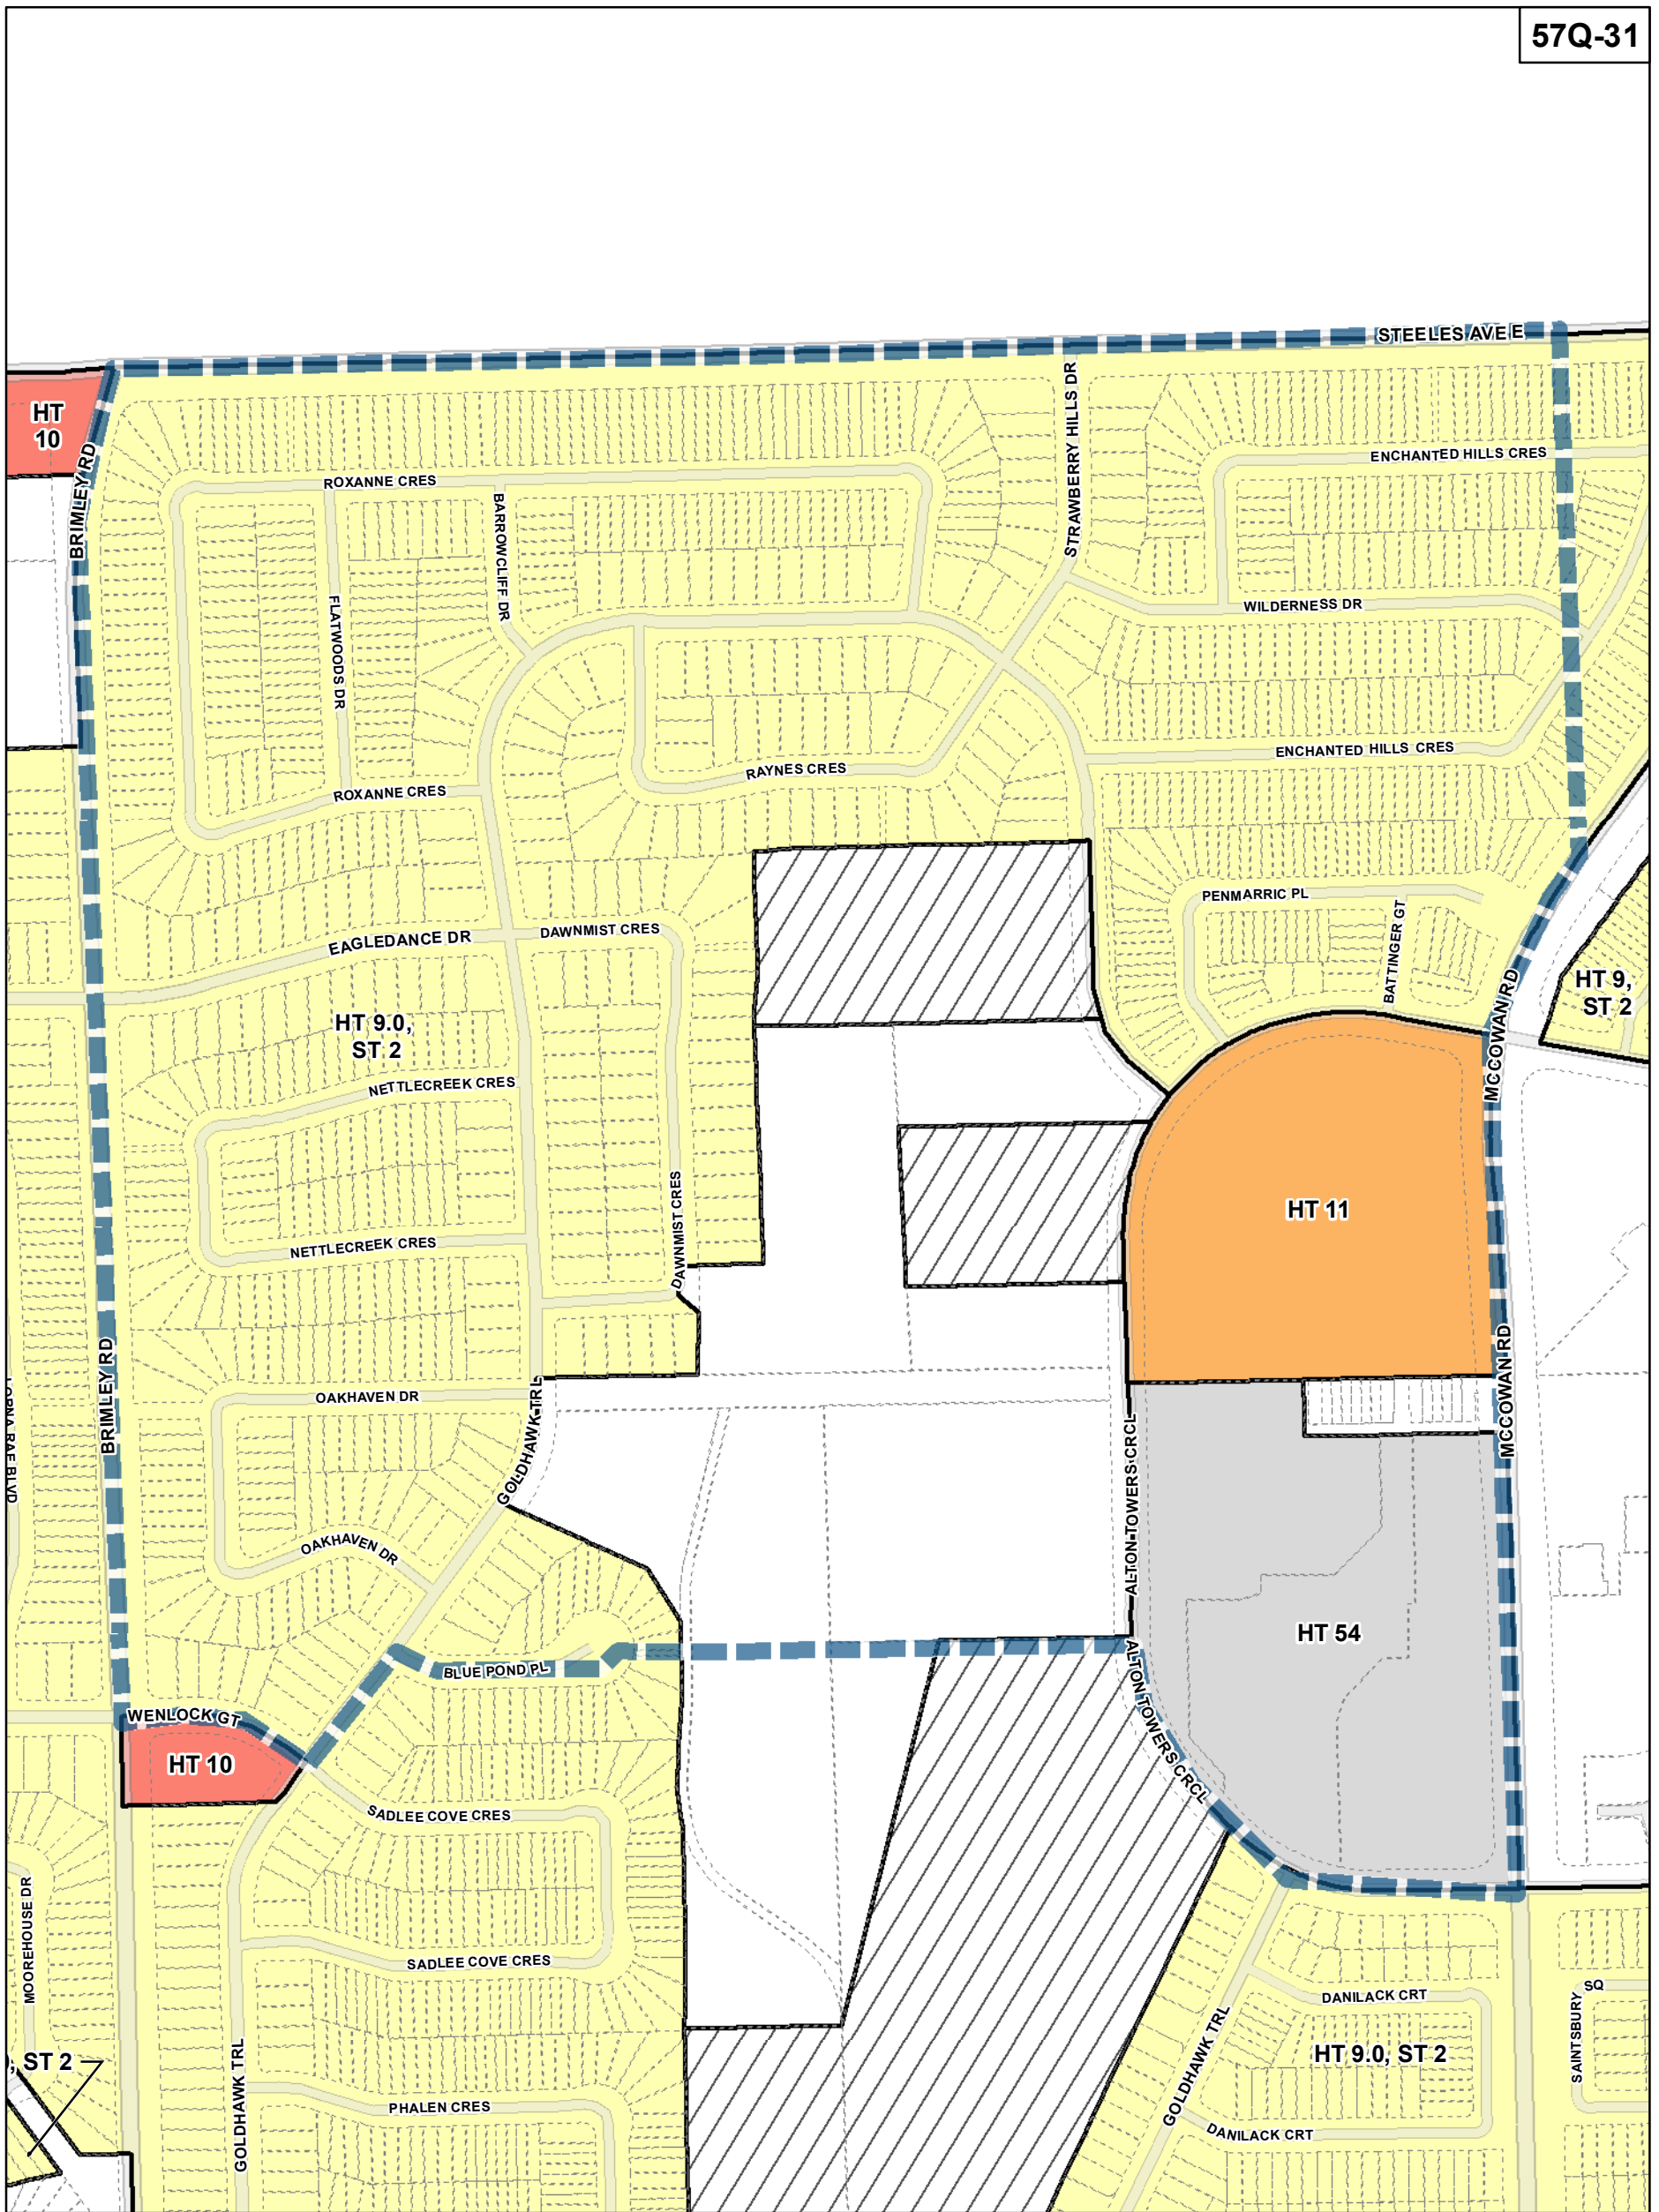 57Q-31
STEELES AVE E
HT
10
BRIMLEY RD
ROXANNE CRES
BARROWCLIFF DR
STRAWBERRY HILLS DR
ENCHANTED HILLS CRES
FLATWOODS DR
WILDERNESS DR
ROXANNE CRES
RAYNES CRES
ENCHANTED HILLS CRES
PENMARRIC PL
BATTINGER GT
EAGLEDANCE DR
DAWNMIST CRES
HT 9,
ST 2
MCCOWAN RD
HT 9.0,
ST 2
NETTLECREEK CRES
HT 11
NETTLECREEK CRES
DAWNMIST CRES
BRIMLEY RD
MCCOWAN RD
OAKHAVEN DR
LORNA RAE BLVD
GOLDHAWK TRL
ALTON TOWERS CRCL
OAKHAVEN DR
HT 54
BLUE POND PL
ALTON TOWERS CRCL
WENLOCK GT
HT 10
SADLEE COVE CRES
MOOREHOUSE DR
SADLEE COVE CRES
DANILACK CRT
SAINTSBURY SQ
HT 9.0, ST 2
, ST 2
GOLDHAWK TRL
GOLDHAWK TRL
PHALEN CRES
DANILACK CRT